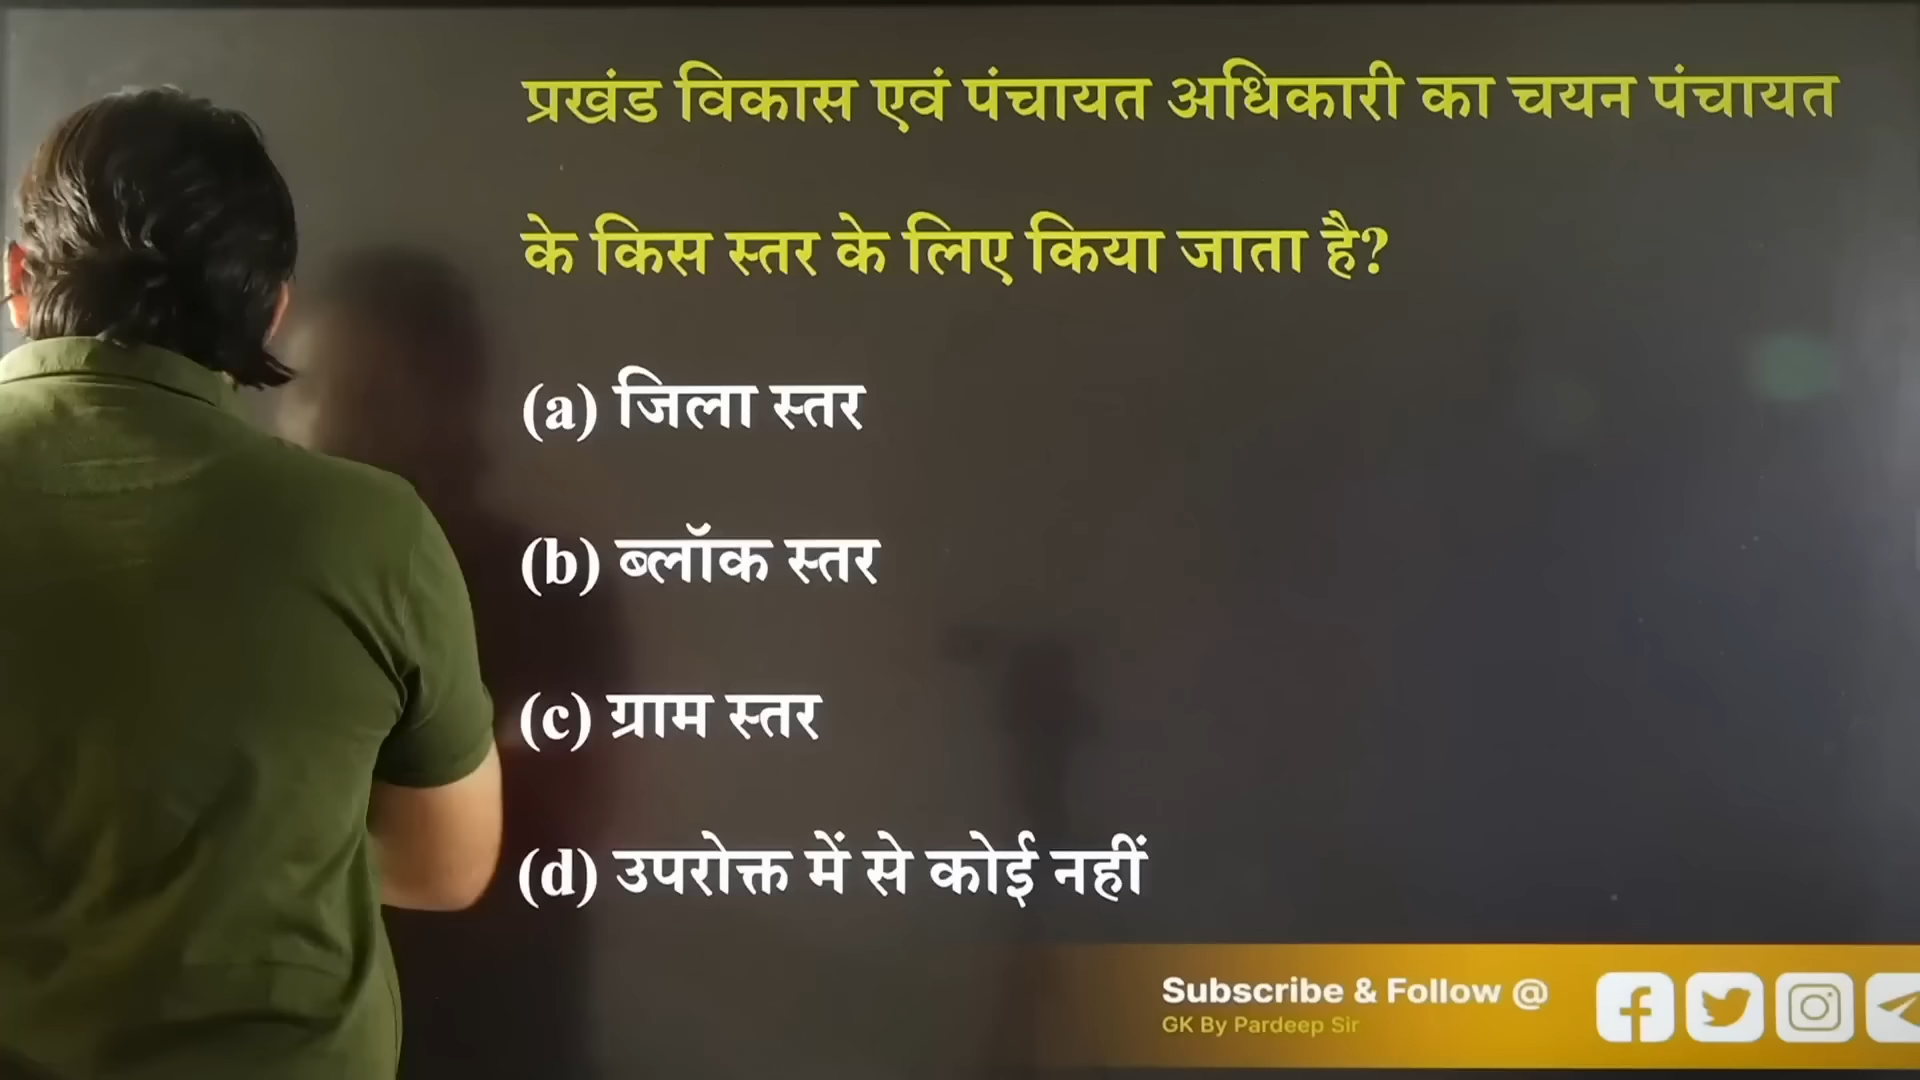 प्रखंड विकास एवं पंचायत अधिकारी का चयन पंचायत
के किस स्तर के लिए किया जाता है?
(a) जिला स्तर
(b) ब्लॉक स्तर
(c) ग्राम स्तर
(d) उपरोक्त में से कोई नहीं
Subscribe & Follow @
GK By Pardeep Sir